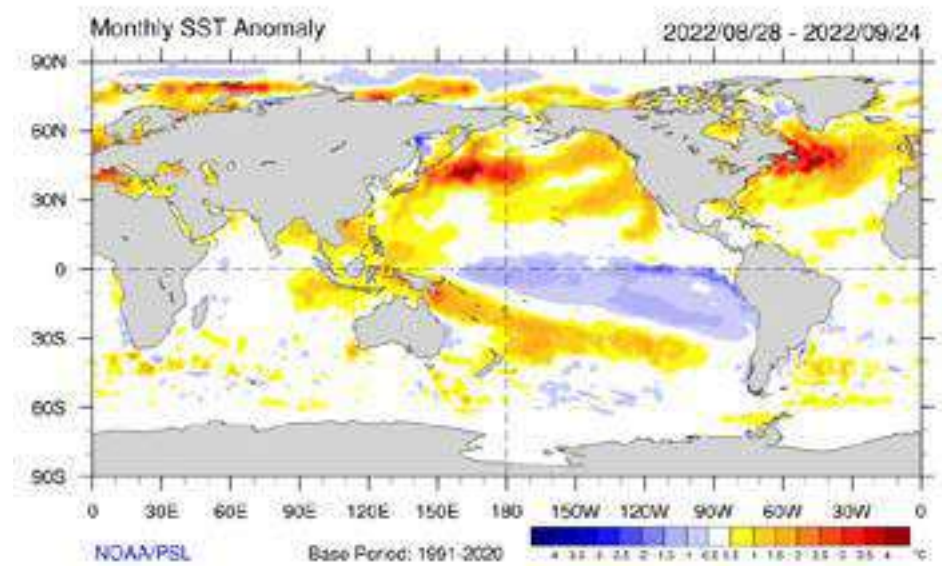 Monthly SST Anomaly
2022/08/28 - 2022/09/24
90N
60N
30N
0
30S
60S
90S
0 30E 60E 90E 120E 150E 180 150W 120W 90W 60W 30W 0
NOAA/PSL
Base Period: 1991-2020
°C